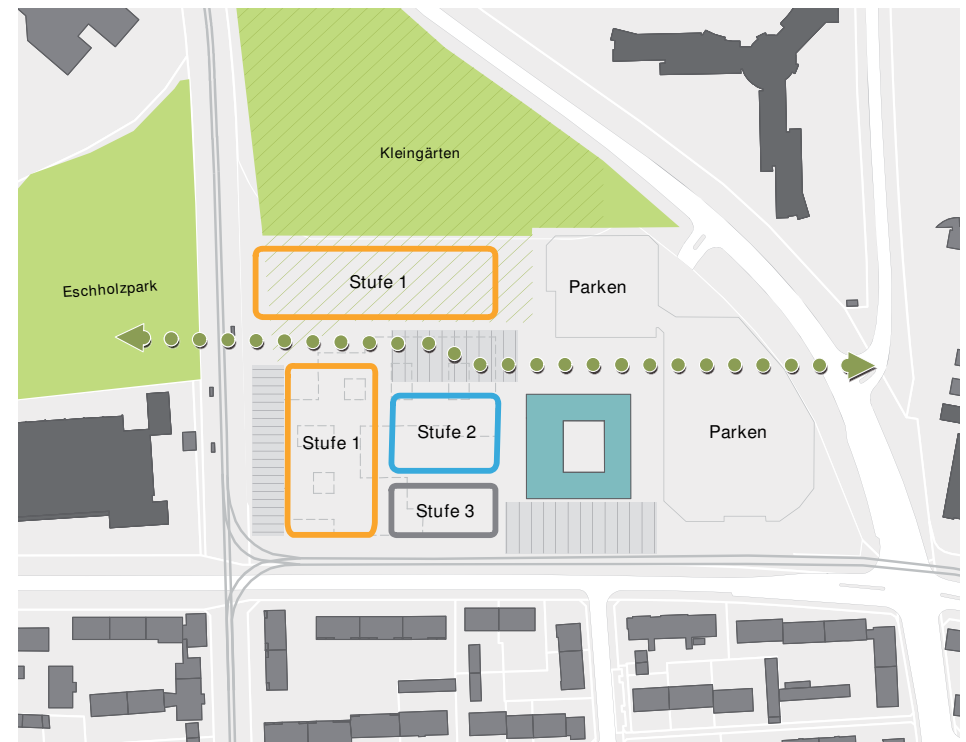 Kleingärten
Stufe 1
Parken
Eschholzpark
Stufe 1
Stufe 2
Parken
Stufe 3